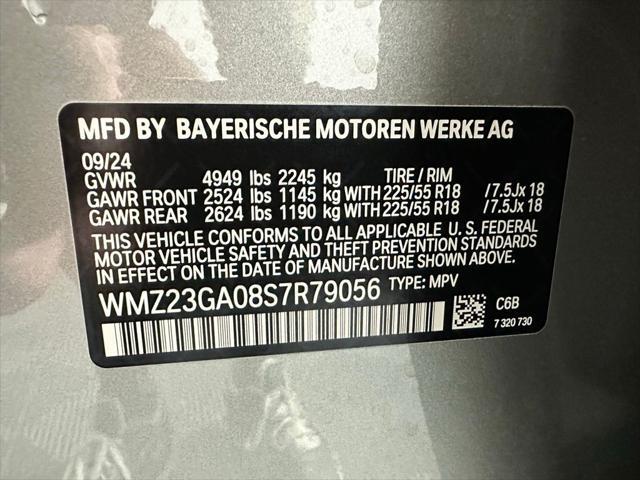 MFD BY BAYERISCHE MOTOREN WERKE AG
09/24
GVWR 4949 lbs 2245 kg TIRE / RIM
GAWR FRONT 2524 lbs 1145 kg WITH 225/55 R18 /7.5Jx 18
GAWR REAR 2624 lbs 1190 kg WITH 225/55 R18 /7.5Jx 18
THIS VEHICLE CONFORMS TO ALL APPLICABLE U. S. FEDERAL
MOTOR VEHICLE SAFETY AND THEFT PREVENTION STANDARDS
IN EFFECT ON THE DATE OF MANUFACTURE SHOWN ABOVE.
WMZ23GA08S7R79056 TYPE: MPV
C6B
7 320 730